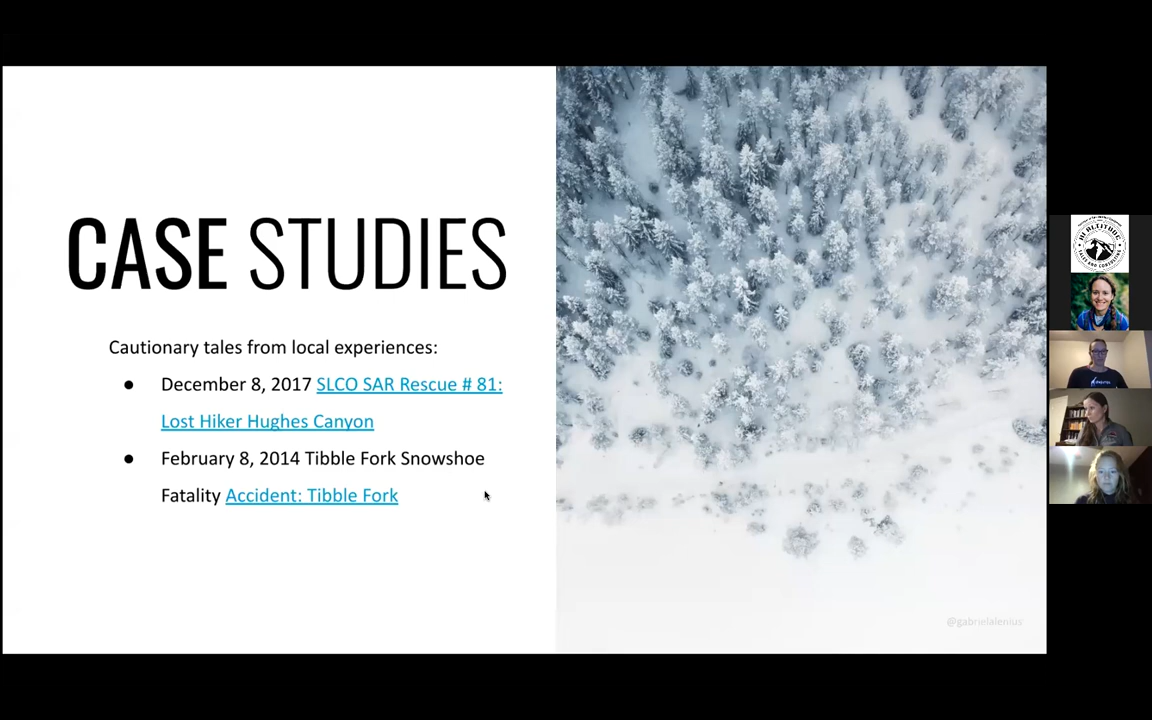 CASE STUDIES
Cautionary tales from local experiences:
● December 8, 2017 SLCO SAR Rescue # 81:
Lost Hiker Hughes Canyon
● February 8, 2014 Tibble Fork Snowshoe
Fatality Accident: Tibble Fork
@gabrielalenius